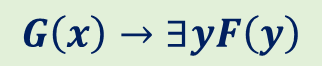 G(x) → ∃yF(y)